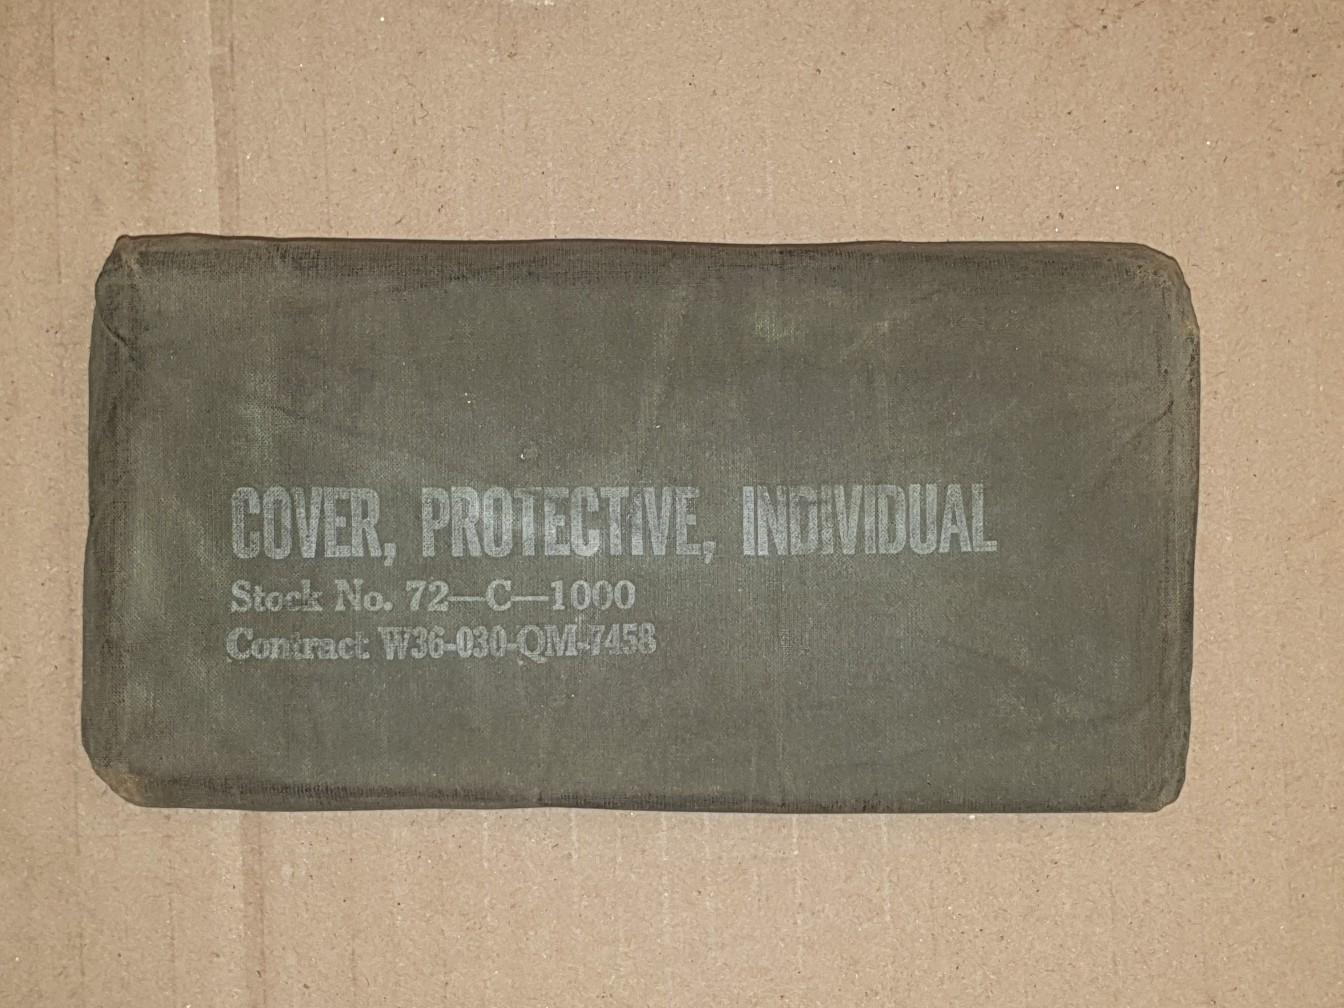 COVER, PROTECTIVE, INDIVIDUAL
Stock No. 72—C—1000
Contract W36-030-QM-7458